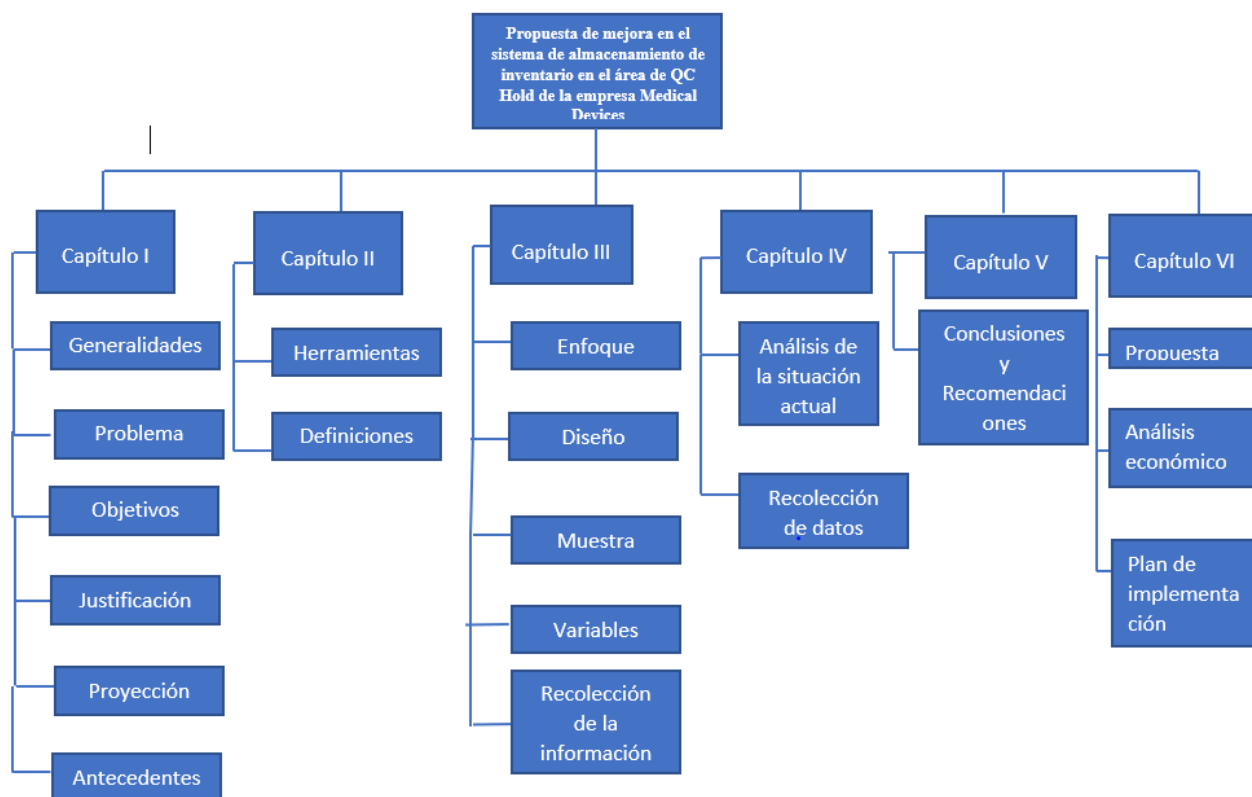 Propuesta de mejora en el
sistema de almacenamiento de
inventario en el área de QC
Hold de la empresa Medical
Devices
Capítulo I
Generalidades
Problema
Objetivos
Justificación
Proyección
Antecedentes
Capítulo II
Herramientas
Definiciones
Capítulo III
Enfoque
Diseño
Muestra
Variables
Recolección
de la
información
Capítulo IV
Análisis de
la situación
actual
Recolección
de datos
Capítulo V
Conclusiones
y
Recomendaci
ones
Capítulo VI
Propuesta
Análisis
económico
Plan de
implementa
ción